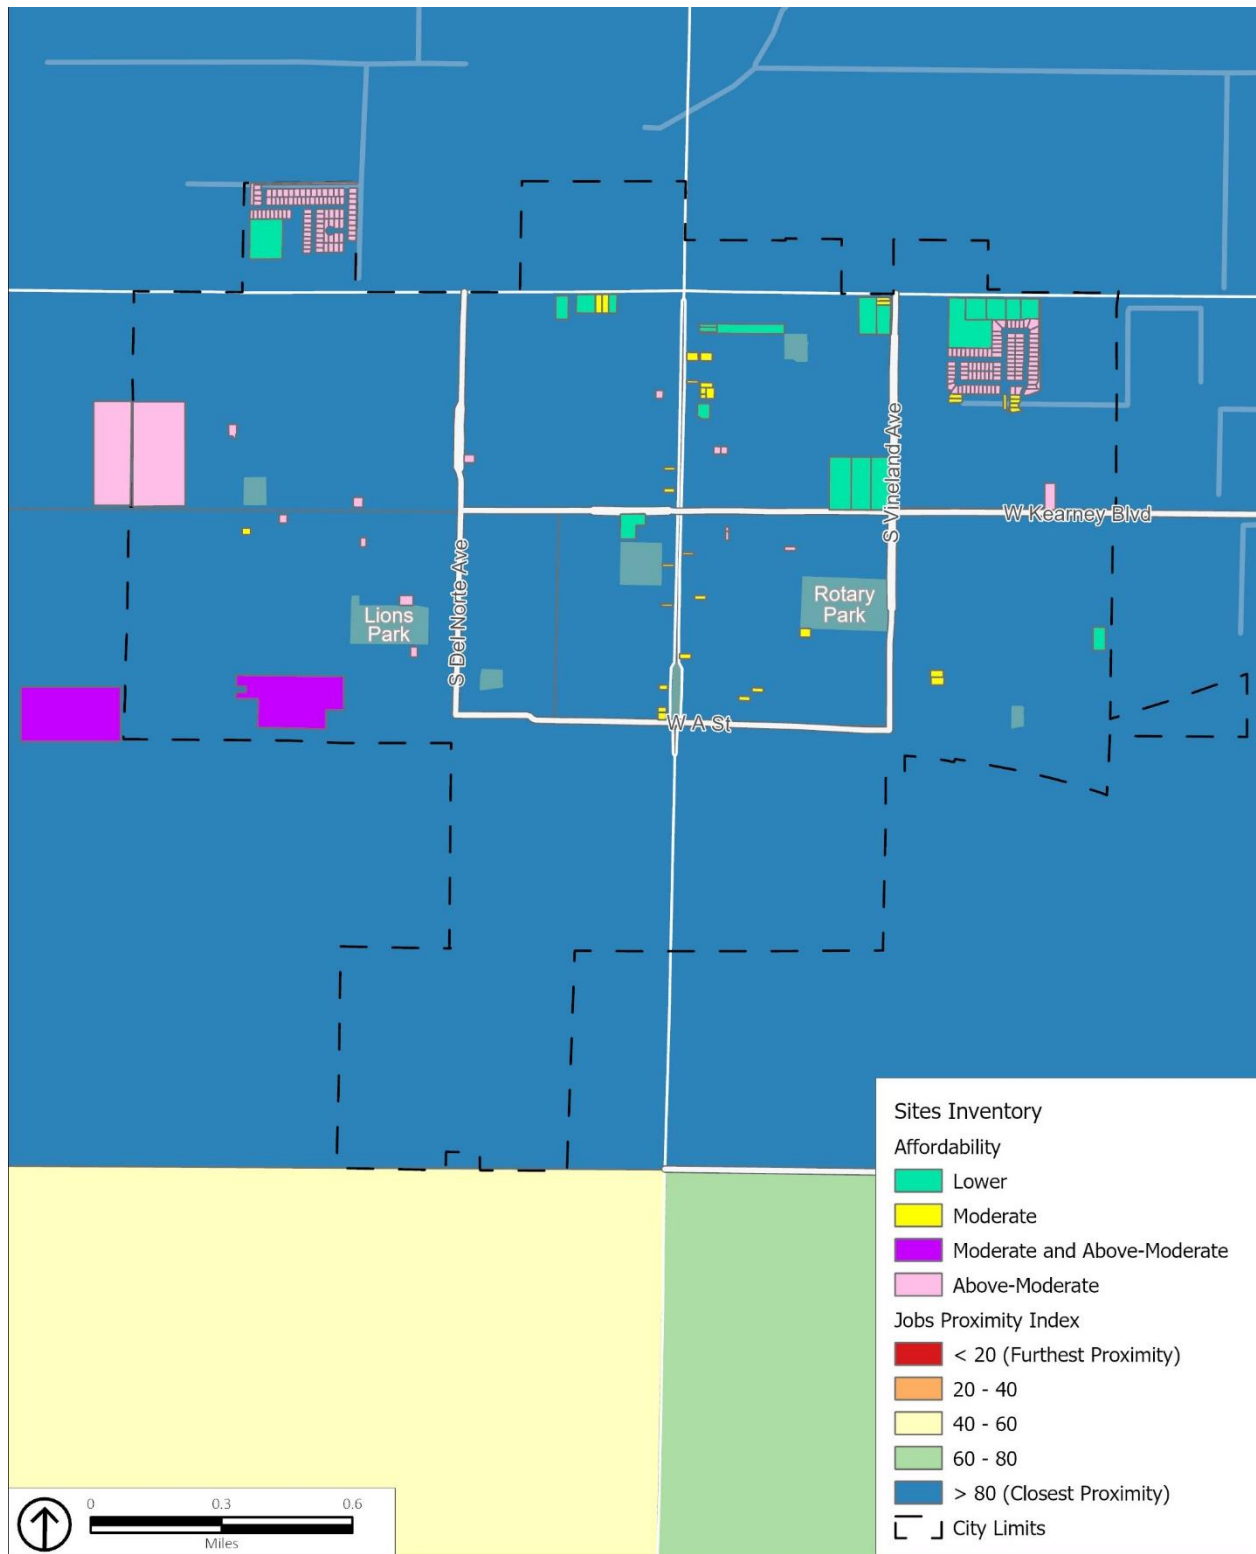 S Vineland Ave
W Kearney Blvd
S Del Norte Ave
Lions
Park
Rotary
Park
W A St
Sites Inventory
Affordability
Lower
Moderate
Moderate and Above-Moderate
Above-Moderate
Jobs Proximity Index
< 20 (Furthest Proximity)
20 - 40
40 - 60
60 - 80
> 80 (Closest Proximity)
City Limits
0 0.3 0.6
Miles